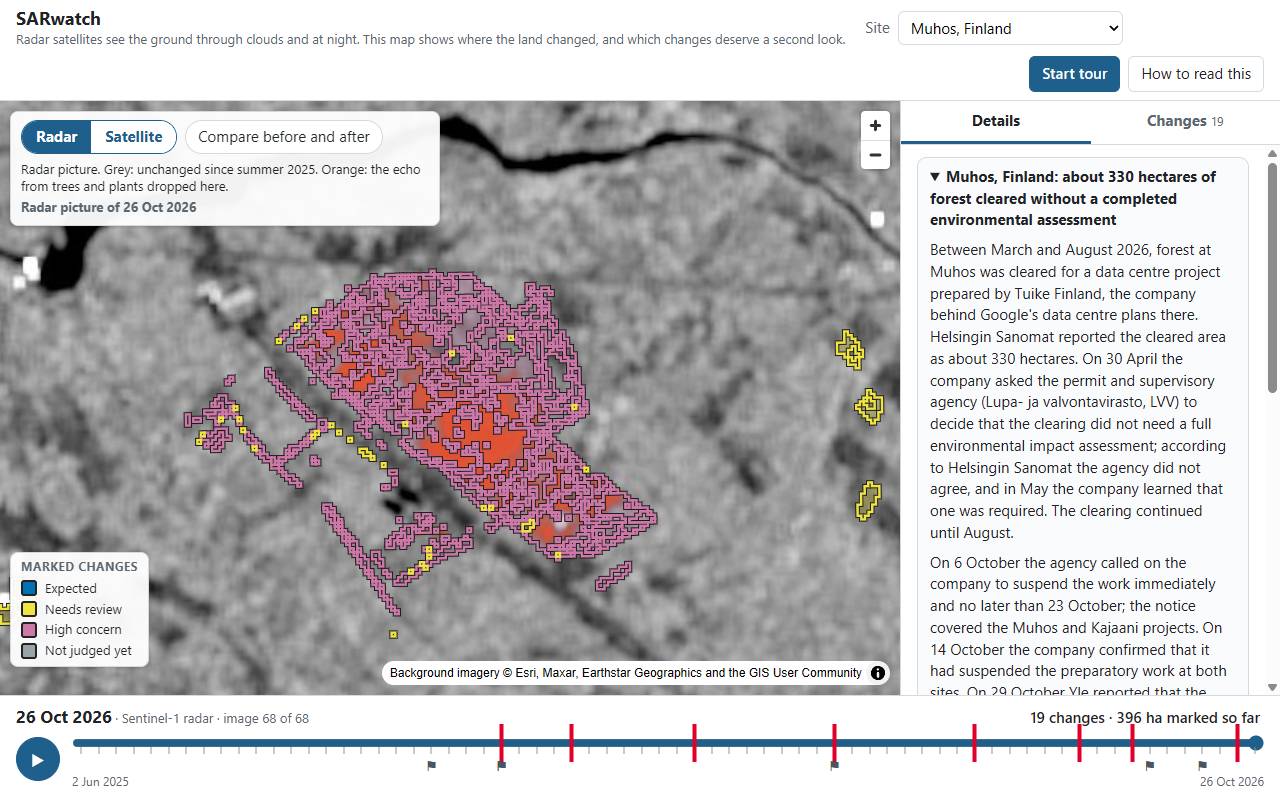 SARwatch
Radar satellites see the ground through clouds and at night. This map shows where the land changed, and which changes deserve a second look.
Site
Muhos, Finland
Start tour
How to read this
Radar
Satellite
Compare before and after
Radar picture. Grey: unchanged since summer 2025. Orange: the echo
from trees and plants dropped here.
Radar picture of 26 Oct 2026
+
−
MARKED CHANGES
Expected
Needs review
High concern
Not judged yet
Background imagery © Esri, Maxar, Earthstar Geographics and the GIS User Community
Details
Changes 19
▼ Muhos, Finland: about 330 hectares of
forest cleared without a completed
environmental assessment
Between March and August 2026, forest at
Muhos was cleared for a data centre project
prepared by Tuike Finland, the company
behind Google's data centre plans there.
Helsingin Sanomat reported the cleared area
as about 330 hectares. On 30 April the
company asked the permit and supervisory
agency (Lupa- ja valvontavirasto, LVV) to
decide that the clearing did not need a full
environmental impact assessment; according
to Helsingin Sanomat the agency did not
agree, and in May the company learned that
one was required. The clearing continued
until August.
On 6 October the agency called on the
company to suspend the work immediately
and no later than 23 October; the notice
covered the Muhos and Kajaani projects. On
14 October the company confirmed that it
had suspended the preparatory work at both
sites. On 29 October Yle reported that the
26 Oct 2026 · Sentinel-1 radar · image 68 of 68
19 changes · 396 ha marked so far
2 Jun 2025
26 Oct 2026